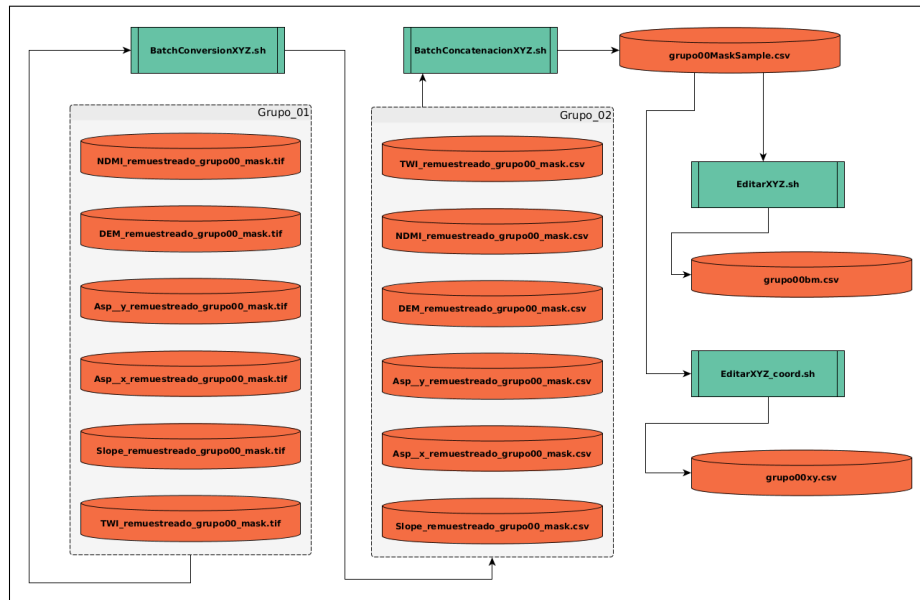 BatchConversionXYZ.sh
Grupo_01
NDMI_remuestreado_grupo00_mask.tif
DEM_remuestreado_grupo00_mask.tif
Asp__y_remuestreado_grupo00_mask.tif
Asp__x_remuestreado_grupo00_mask.tif
Slope_remuestreado_grupo00_mask.tif
TWI_remuestreado_grupo00_mask.tif
BatchConcatenacionXYZ.sh
Grupo_02
TWI_remuestreado_grupo00_mask.csv
NDMI_remuestreado_grupo00_mask.csv
DEM_remuestreado_grupo00_mask.csv
Asp__y_remuestreado_grupo00_mask.csv
Asp__x_remuestreado_grupo00_mask.csv
Slope_remuestreado_grupo00_mask.csv
grupo00MaskSample.csv
EditarXYZ.sh
grupo00bm.csv
EditarXYZ_coord.sh
grupo00xy.csv